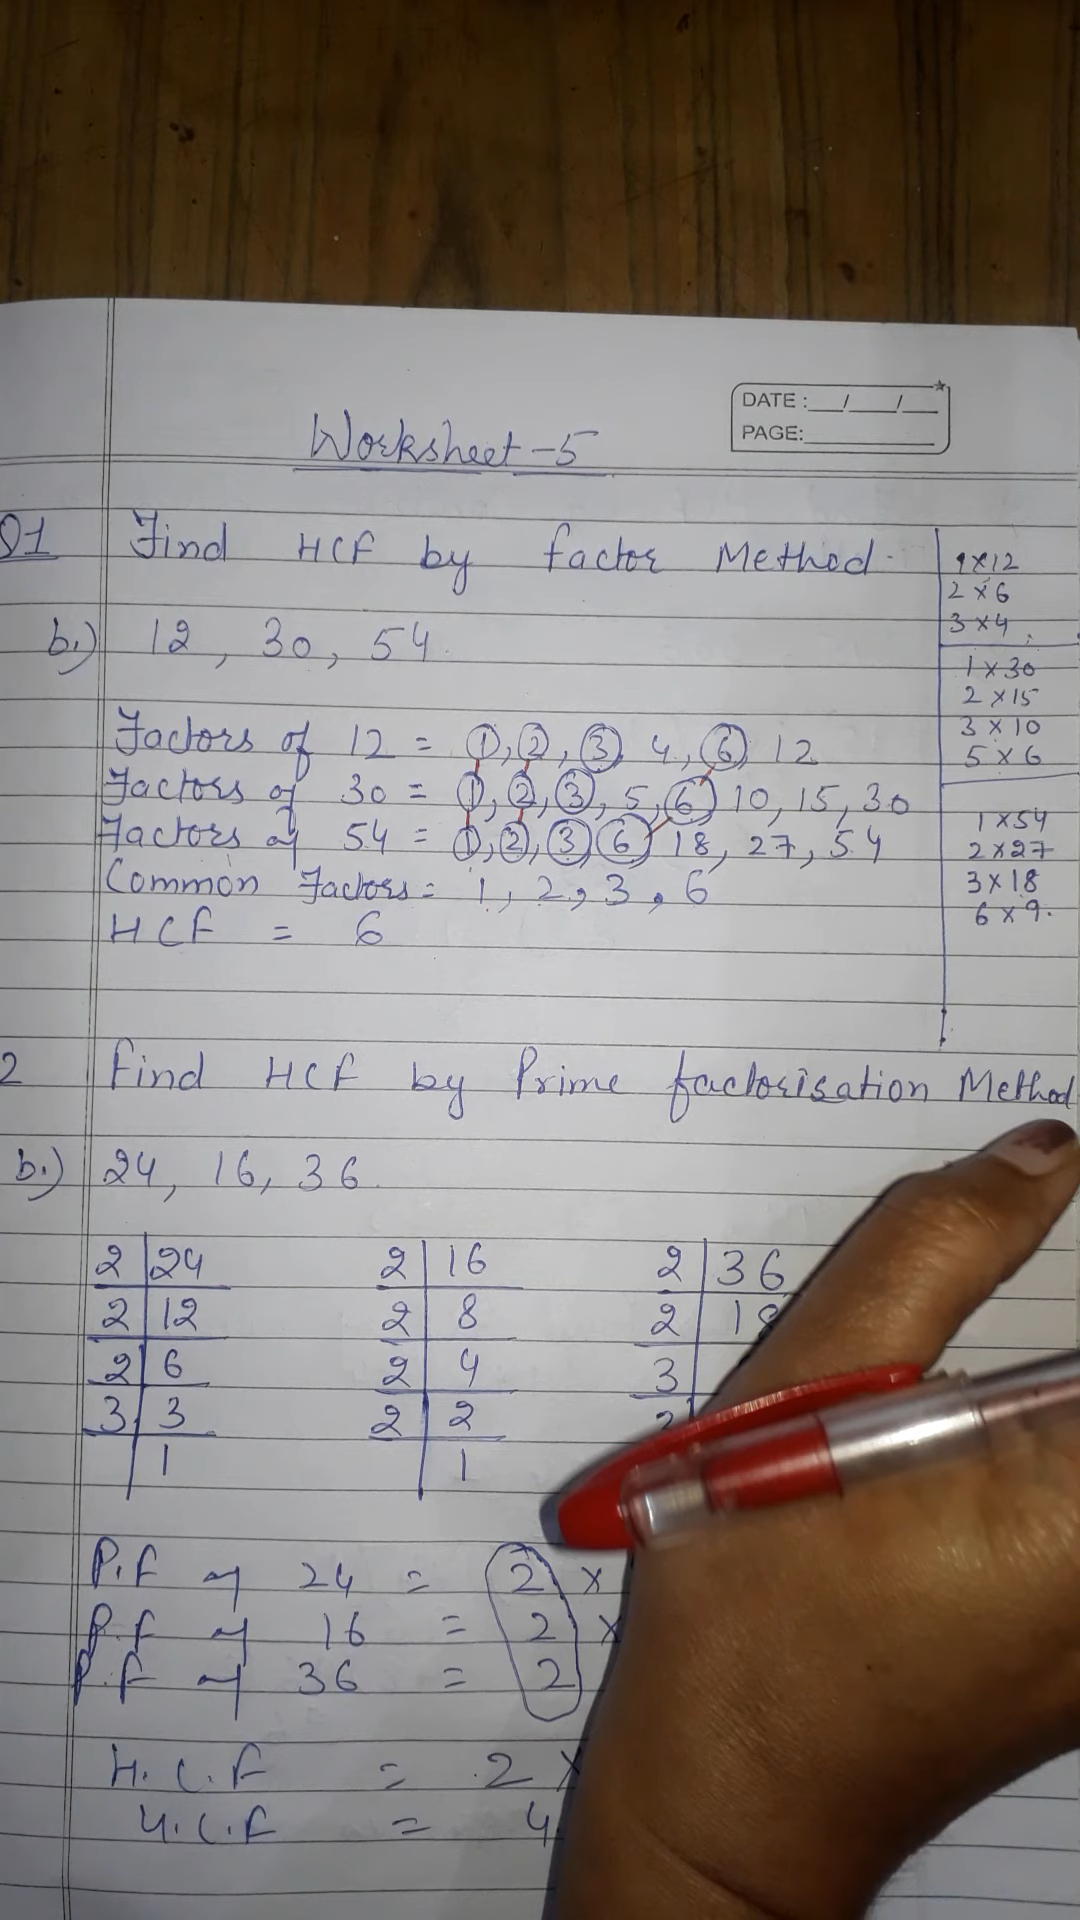 DATE : __/__/__
PAGE: ________
Worksheet-5
Q1 Find HCF by factor Method.
b.) 12, 30, 54.
Factors of 12 = 1, 2, 3, 4, 6, 12
Factors of 30 = 1, 2, 3, 5, 6, 10, 15, 30
Factors of 54 = 1, 2, 3, 6, 18, 27, 54
Common Factors = 1, 2, 3, 6
HCF = 6
1 x 12
2 x 6
3 x 4
1 x 30
2 x 15
3 x 10
5 x 6
1 x 54
2 x 27
3 x 18
6 x 9.
2 Find HCF by Prime factorisation Method
b.) 24, 16, 36.
2 | 24 2 | 16 2 | 36
2 | 12 2 | 8 2 | 18
2 | 6 2 | 4 3 |
3 | 3 2 | 2
| 1 | 1
P.F of 24 = 2 x
P.F of 16 = 2 x
P.F of 36 = 2
H.C.F = 2 x
H.C.F = 4